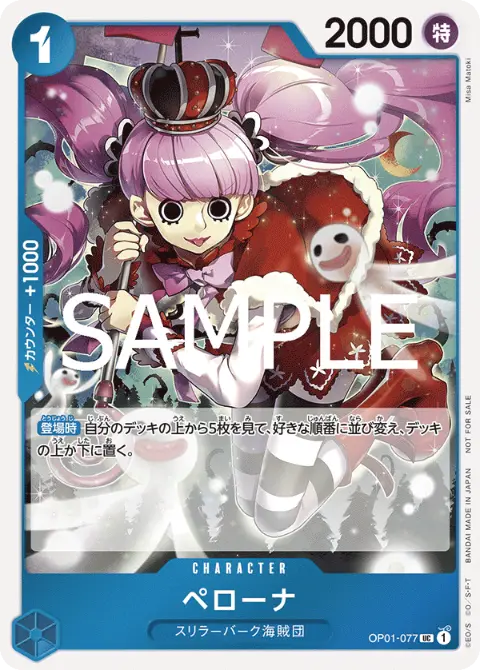 1
2000
特
Misa Matoki
カウンター +1000
SAMPLE
登場時 自分のデッキの上から5枚を見て、好きな順番に並び変え、デッキ
の上か下に置く。
CHARACTER
ペローナ
スリラーバーク海賊団
OP01-077 UC 1
©E/S ©O/S・F・T BANDAI MADE IN JAPAN NOT FOR SALE